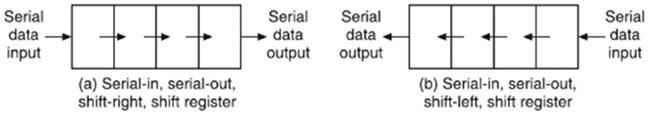 Serial
data
input
Serial
data
output
(a) Serial-in, serial-out,
shift-right, shift register
Serial
data
output
Serial
data
input
(b) Serial-in, serial-out,
shift-left, shift register